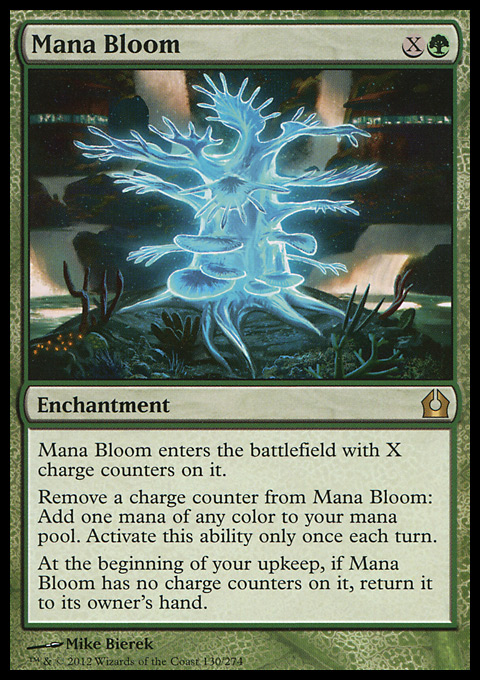 Mana Bloom X
Enchantment
Mana Bloom enters the battlefield with X
charge counters on it.
Remove a charge counter from Mana Bloom:
Add one mana of any color to your mana
pool. Activate this ability only once each turn.
At the beginning of your upkeep, if Mana
Bloom has no charge counters on it, return it
to its owner's hand.
Mike Bierek
™ & © 2012 Wizards of the Coast 130/274